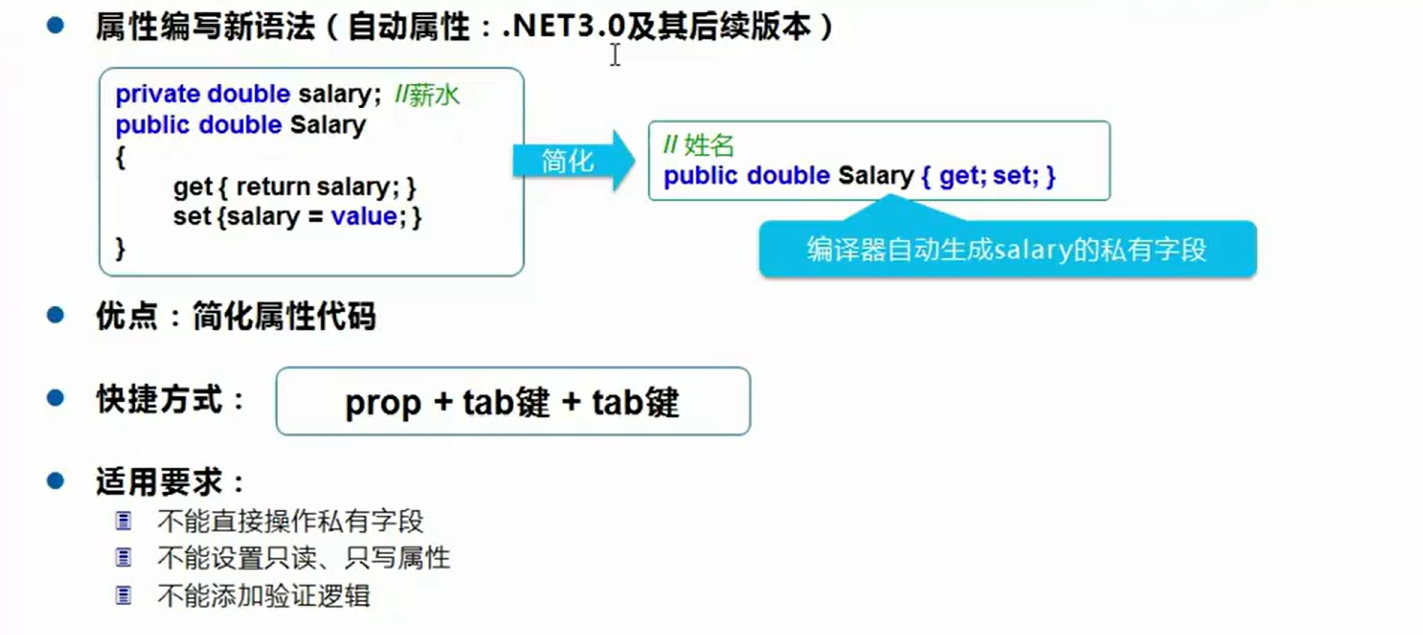 属性编写新语法（自动属性：.NET3.0及其后续版本）
private double salary; //薪水
public double Salary
{
get { return salary; }
set {salary = value; }
}
简化
// 姓名
public double Salary { get; set; }
编译器自动生成salary的私有字段
优点：简化属性代码
快捷方式：
prop + tab键 + tab键
适用要求：
不能直接操作私有字段
不能设置只读、只写属性
不能添加验证逻辑